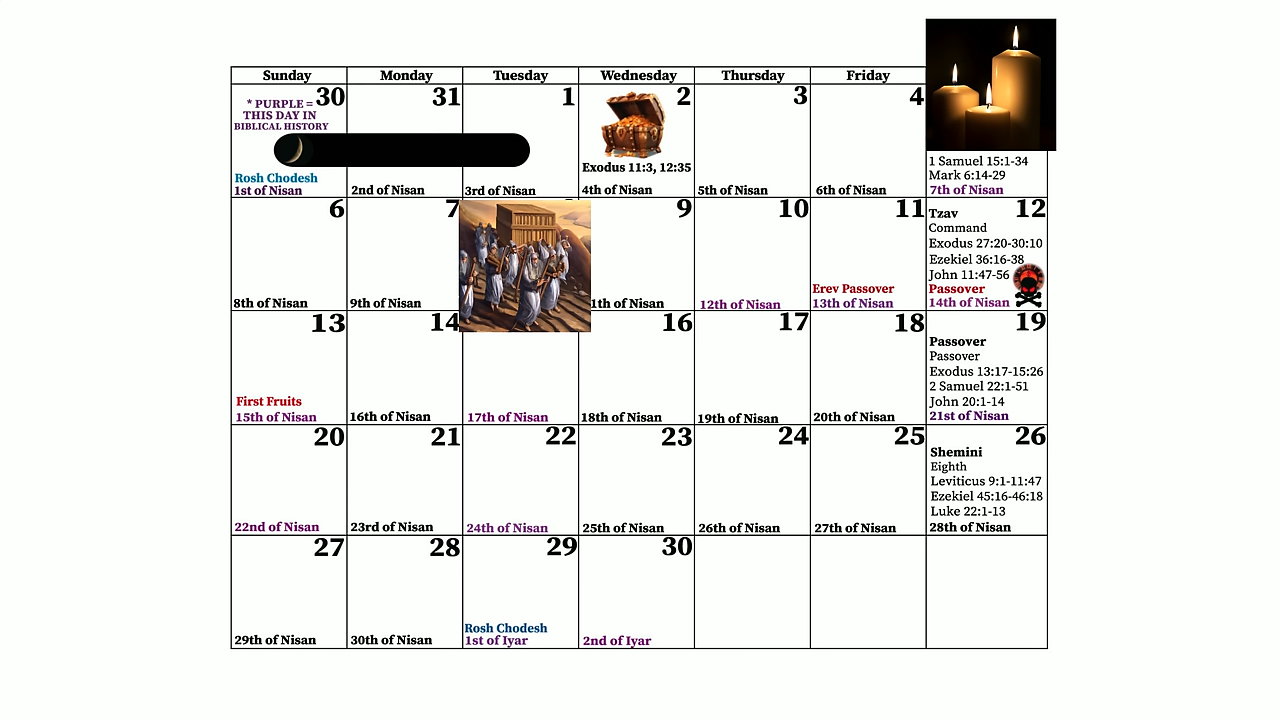 Sunday Monday Tuesday Wednesday Thursday Friday
30 31 1 2 3 4
* PURPLE =
THIS DAY IN
BIBLICAL HISTORY
Rosh Chodesh
1st of Nisan
2nd of Nisan
3rd of Nisan
Exodus 11:3, 12:35
4th of Nisan
5th of Nisan
6th of Nisan
1 Samuel 15:1-34
Mark 6:14-29
7th of Nisan
6 7 9 10 11 12
8th of Nisan
9th of Nisan
1th of Nisan
12th of Nisan
Erev Passover
13th of Nisan
Tzav
Command
Exodus 27:20-30:10
Ezekiel 36:16-38
John 11:47-56
Passover
14th of Nisan
13 14 16 17 18 19
First Fruits
15th of Nisan
16th of Nisan
17th of Nisan
18th of Nisan
19th of Nisan
20th of Nisan
Passover
Passover
Exodus 13:17-15:26
2 Samuel 22:1-51
John 20:1-14
21st of Nisan
20 21 22 23 24 25 26
22nd of Nisan
23rd of Nisan
24th of Nisan
25th of Nisan
26th of Nisan
27th of Nisan
Shemini
Eighth
Leviticus 9:1-11:47
Ezekiel 45:16-46:18
Luke 22:1-13
28th of Nisan
27 28 29 30
29th of Nisan
30th of Nisan
Rosh Chodesh
1st of Iyar
2nd of Iyar